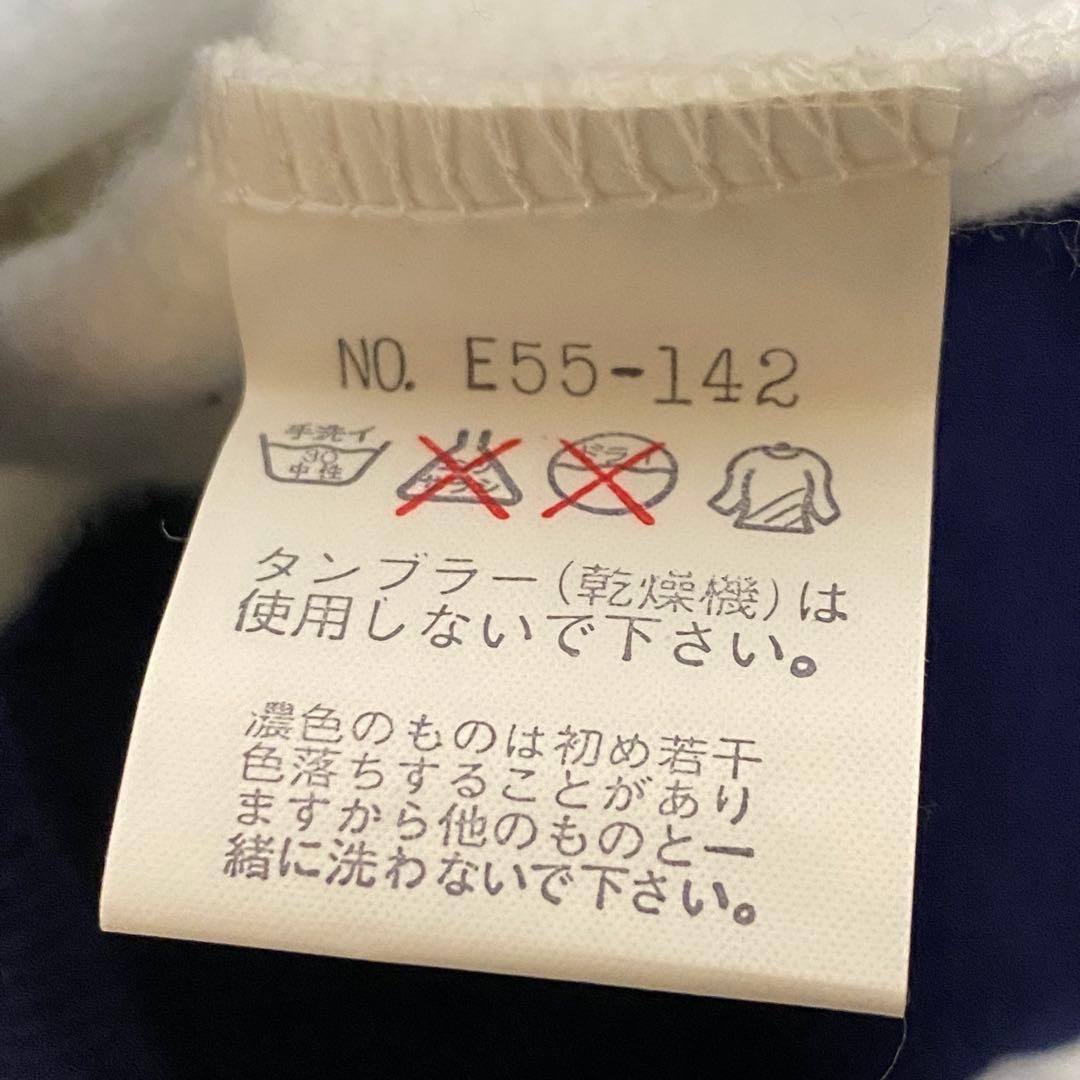 NO. E55-142
手洗イ
30
中性
エンソ
サラシ
ドライ
タンブラー(乾燥機)は
使用しないで下さい。
濃色のものは初め若干
色落ちすることがあり
ますから他のものと一
緒に洗わないで下さい。